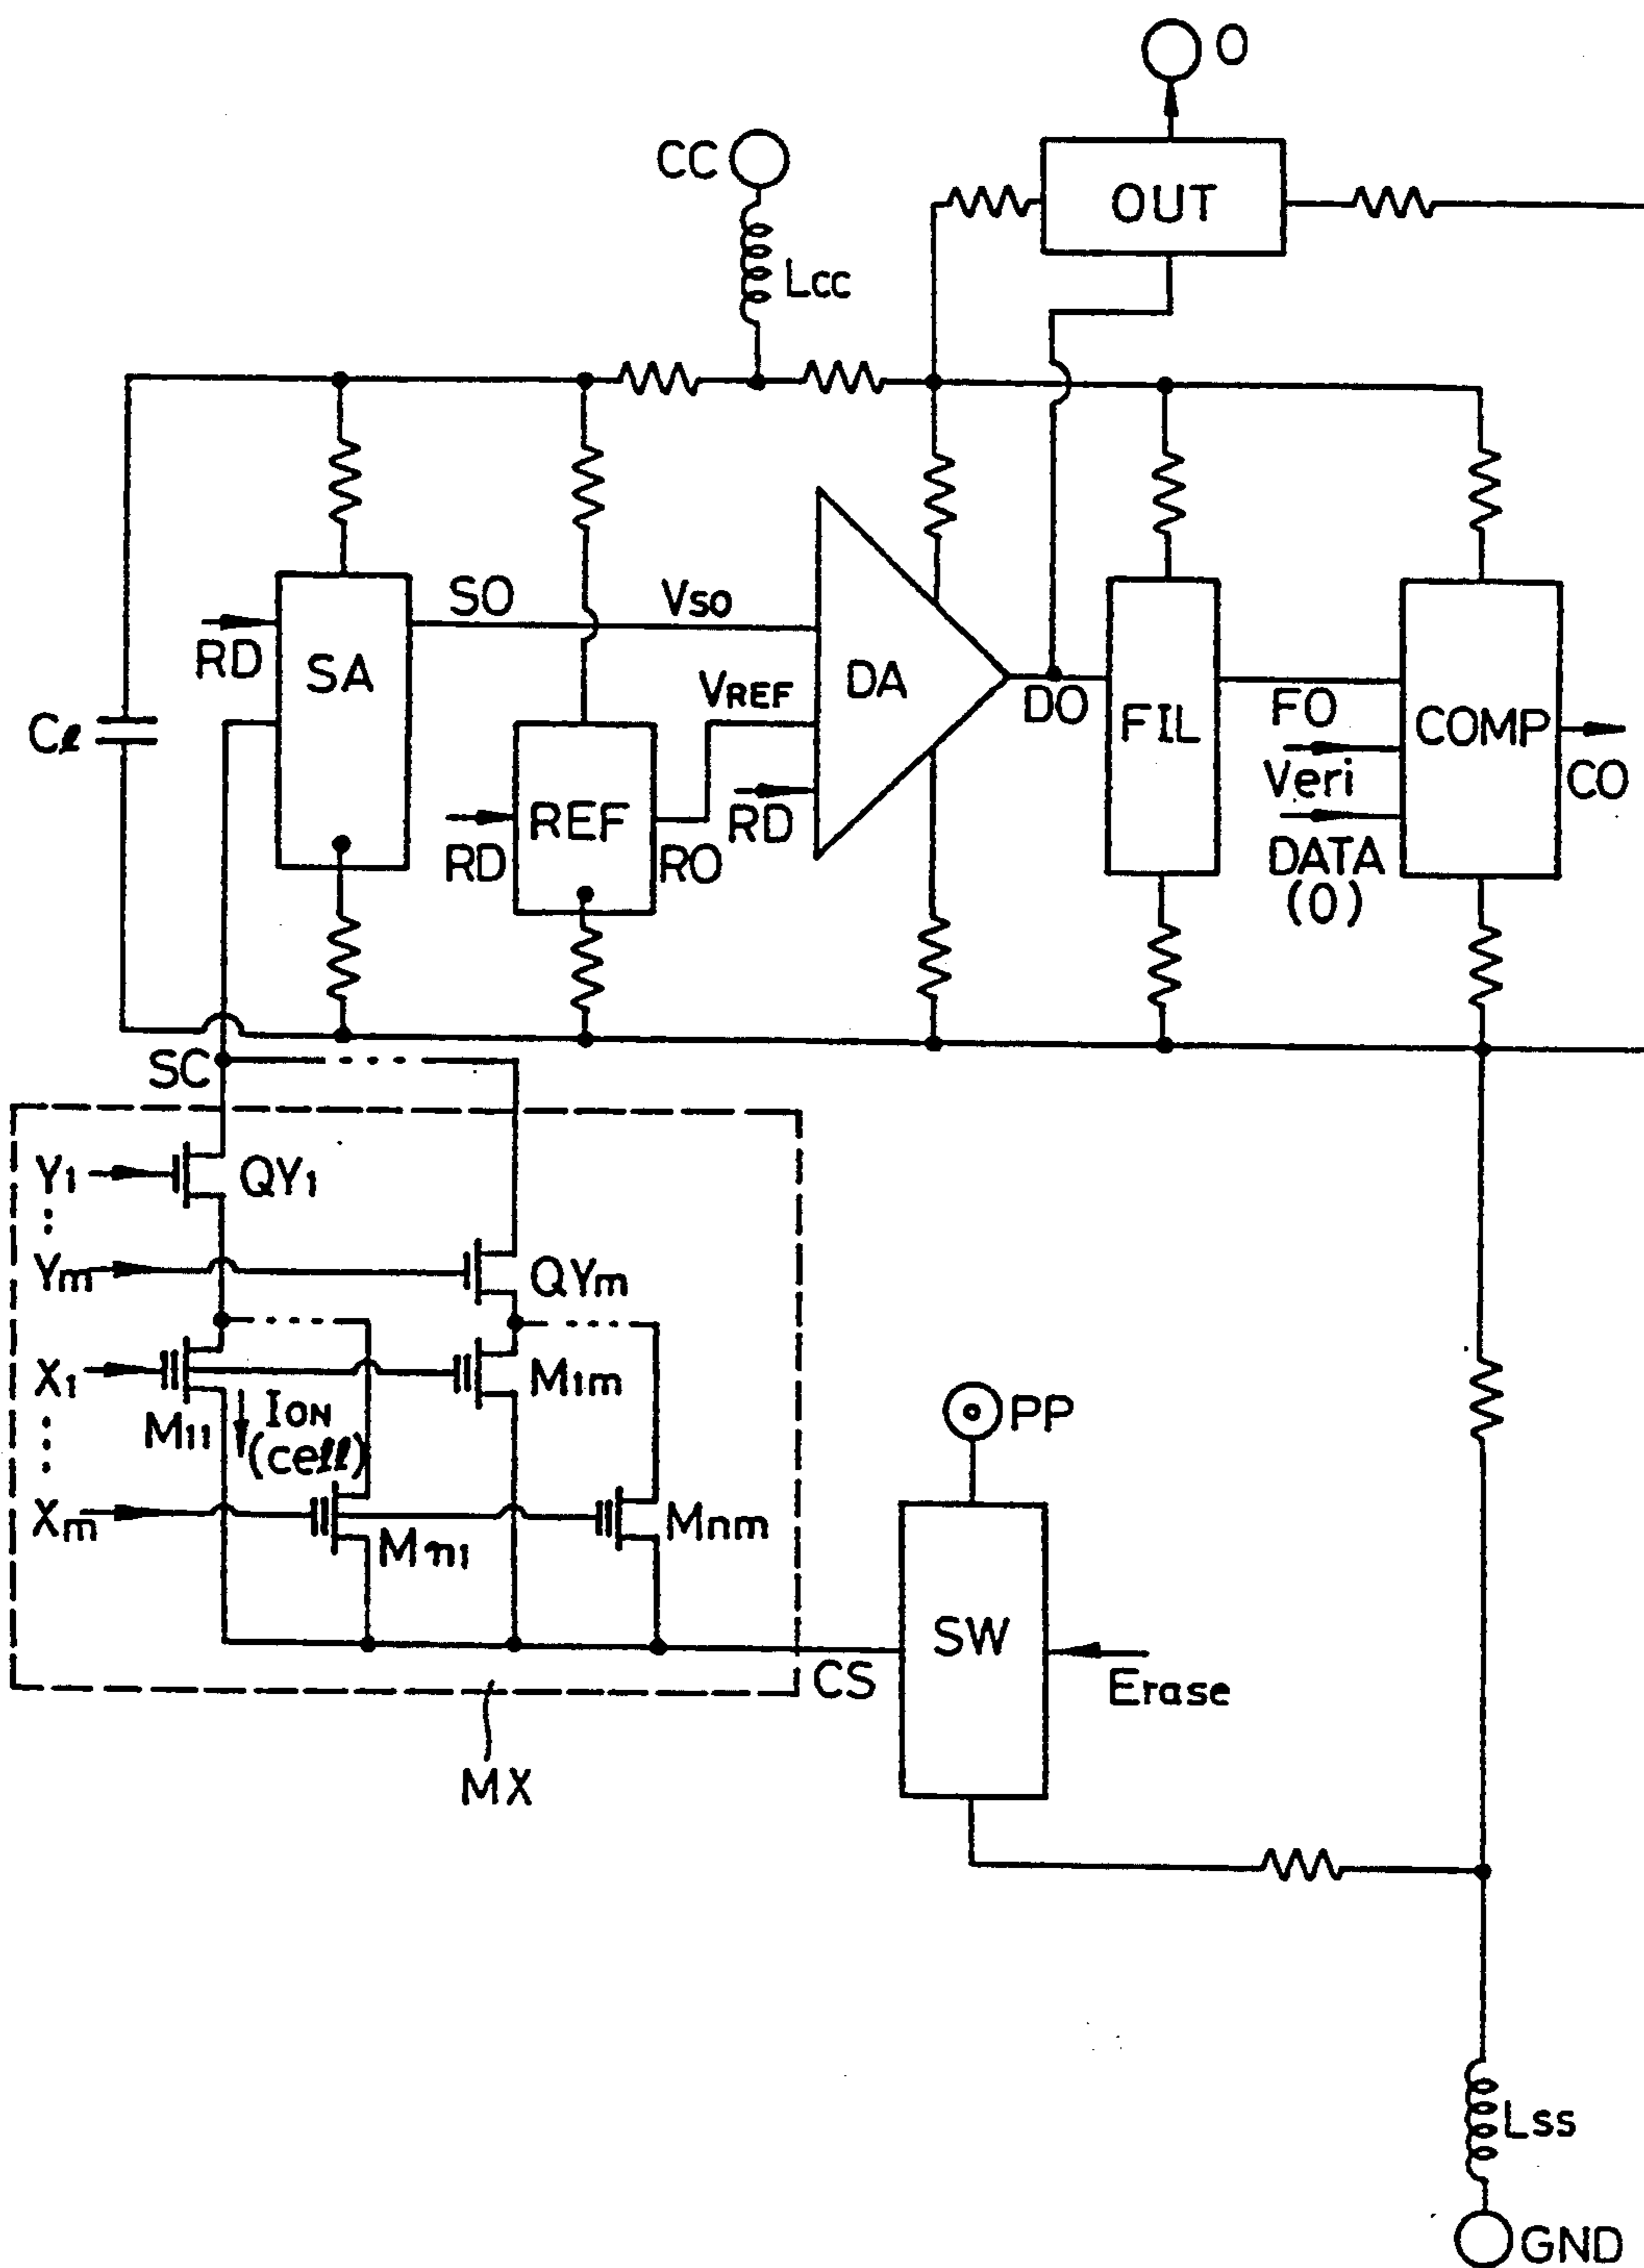 O
CC
OUT
Lcc
SO
Vso
RD
SA
DA
VREF
DO
FIL
FO
COMP
Cℓ
REF
RD
RO
RD
Veri
CO
DATA
(0)
SC
Y1
QY1
Ym
QYm
X1
M1m
M11
ION
(cell)
PP
Xm
Mn1
Mnm
SW
CS
Erase
MX
Lss
GND